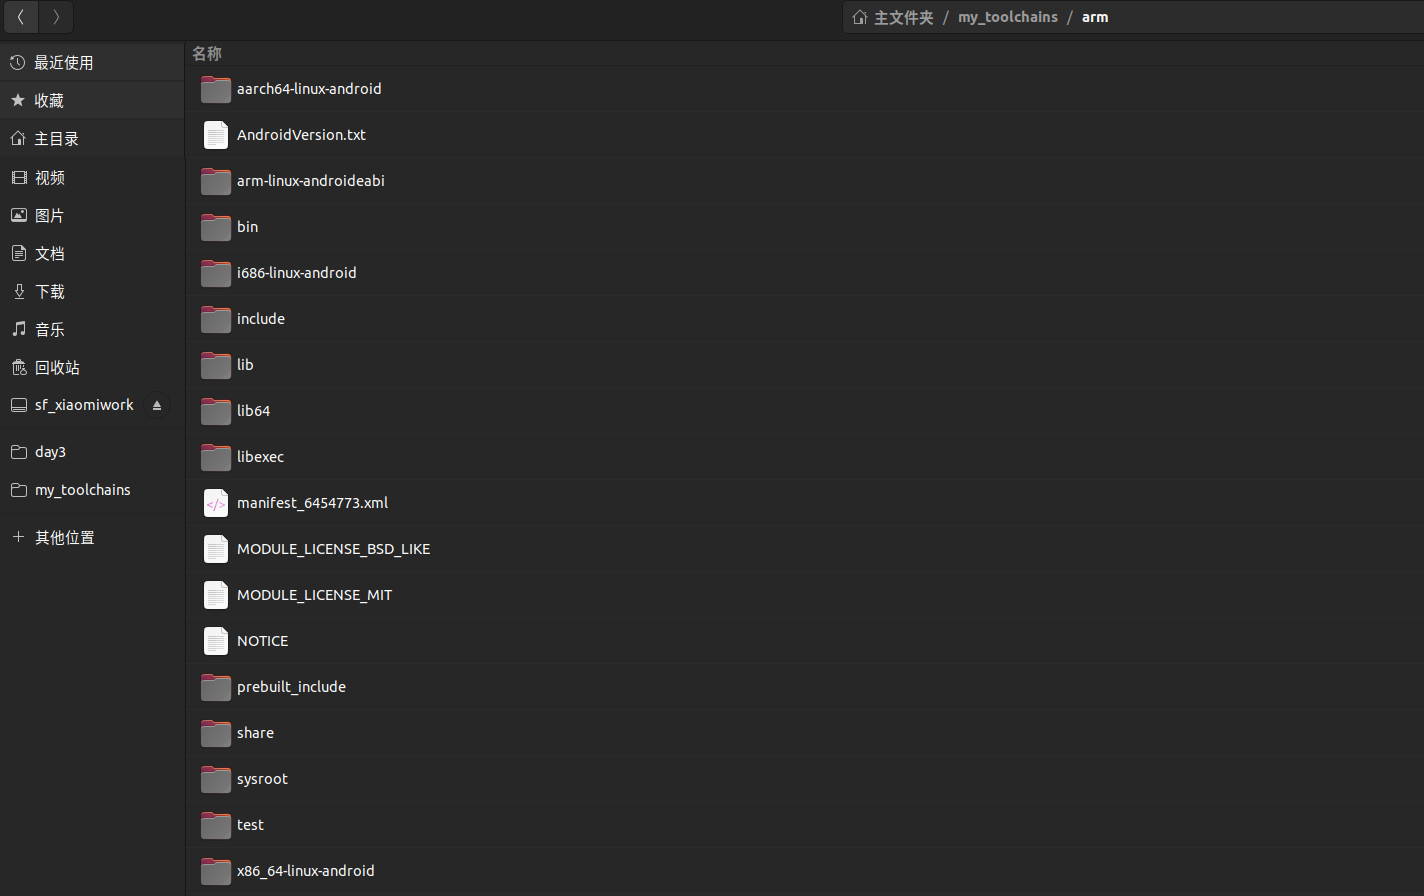 主文件夹 / my_toolchains / arm
最近使用
收藏
主目录
视频
图片
文档
下载
音乐
回收站
sf_xiaomiwork
day3
my_toolchains
其他位置
名称
aarch64-linux-android
AndroidVersion.txt
arm-linux-androideabi
bin
i686-linux-android
include
lib
lib64
libexec
manifest_6454773.xml
MODULE_LICENSE_BSD_LIKE
MODULE_LICENSE_MIT
NOTICE
prebuilt_include
share
sysroot
test
x86_64-linux-android